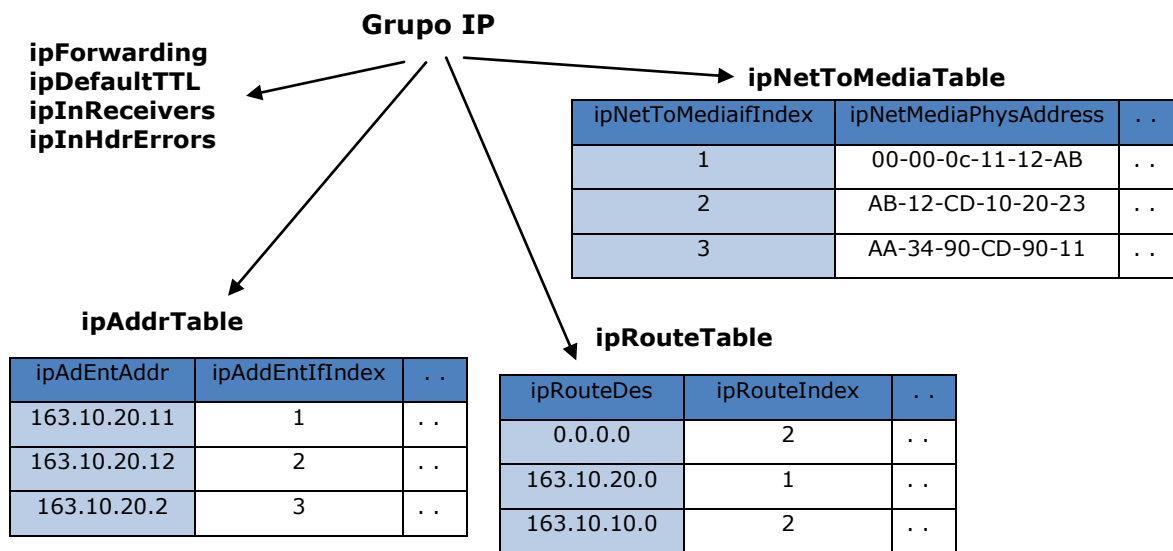 Grupo IP
ipForwarding
ipDefaultTTL
ipInReceivers
ipInHdrErrors
ipNetToMediaTable
ipNetToMediaifIndex ipNetMediaPhysAddress . .
1 00-00-0c-11-12-AB . .
2 AB-12-CD-10-20-23 . .
3 AA-34-90-CD-90-11 . .
ipAddrTable
ipAdEntAddr ipAddEntIfIndex . .
163.10.20.11 1 . .
163.10.20.12 2 . .
163.10.20.2 3 . .
ipRouteTable
ipRouteDes ipRouteIndex . .
0.0.0.0 2 . .
163.10.20.0 1 . .
163.10.10.0 2 . .